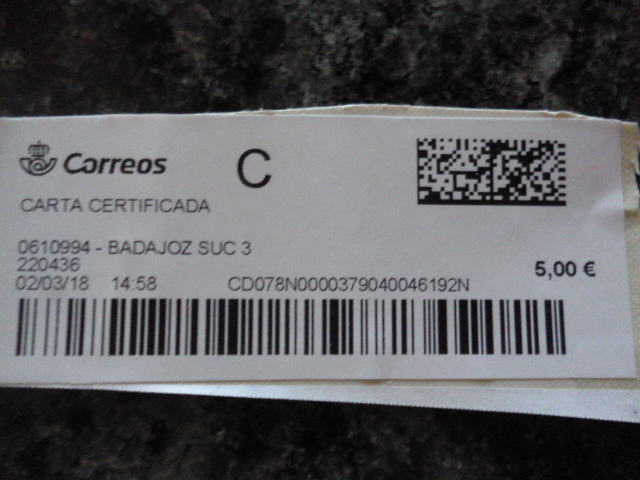 Correos
C
CARTA CERTIFICADA
0610994 - BADAJOZ SUC 3
220436
5,00 €
02/03/18 14:58 CD078N0000379040046192N